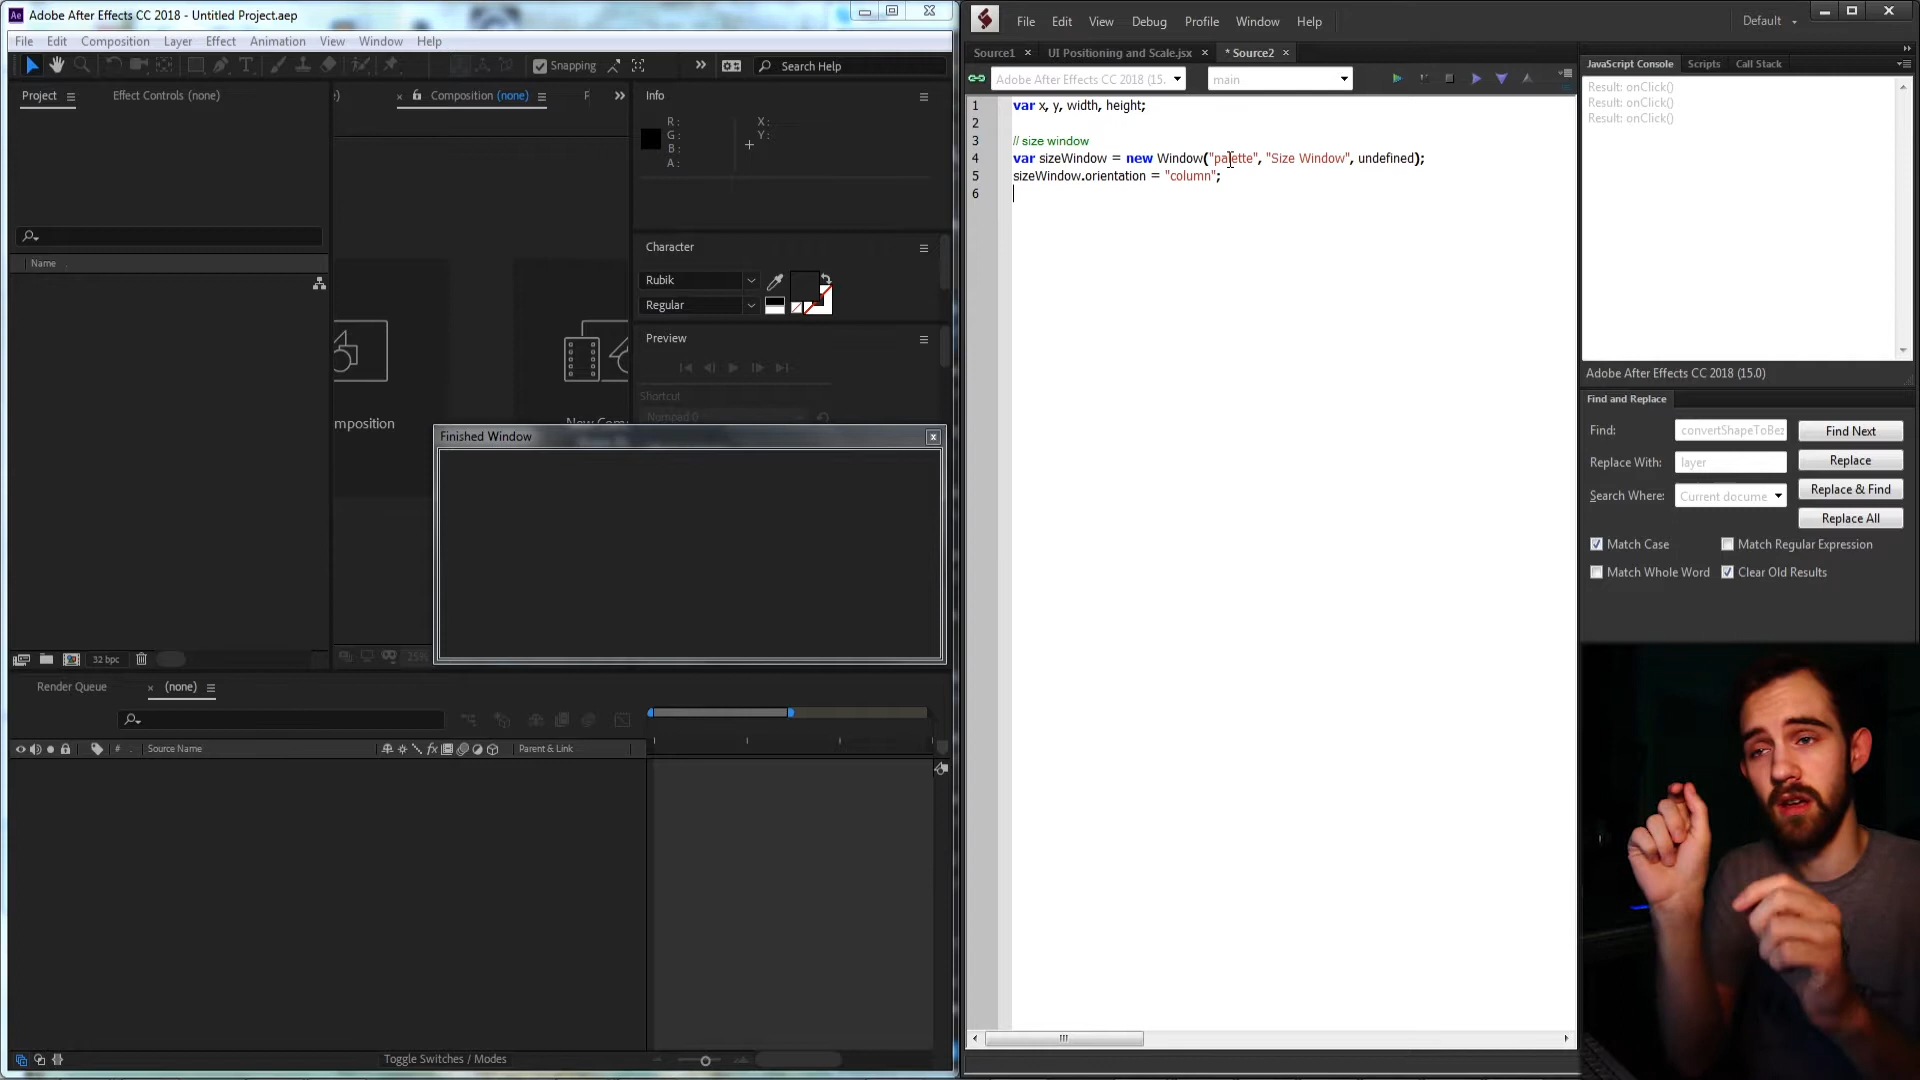 Adobe After Effects CC 2018 - Untitled Project.aep
File Edit Composition Layer Effect Animation View Window Help
Snapping
Search Help
Project
Effect Controls (none)
Composition (none)
F
Info
R :
G :
B :
A :
X :
Y :
Character
Rubik
Regular
Preview
Shortcut
Numpad 0
mposition
New Com
Name
Finished Window
32 bpc
Render Queue
(none)
#
Source Name
Parent & Link
Toggle Switches / Modes
File Edit View Debug Profile Window Help
Default
Source1
UI Positioning and Scale.jsx
* Source2
Adobe After Effects CC 2018 (15.
main
1 var x, y, width, height;
2
3 // size window
4 var sizeWindow = new Window("palette", "Size Window", undefined);
5 sizeWindow.orientation = "column";
6
JavaScript Console
Scripts
Call Stack
Result: onClick()
Result: onClick()
Result: onClick()
Adobe After Effects CC 2018 (15.0)
Find and Replace
Find:
convertShapeToBez
Find Next
Replace With:
layer
Replace
Search Where:
Current docume
Replace & Find
Replace All
Match Case
Match Regular Expression
Match Whole Word
Clear Old Results